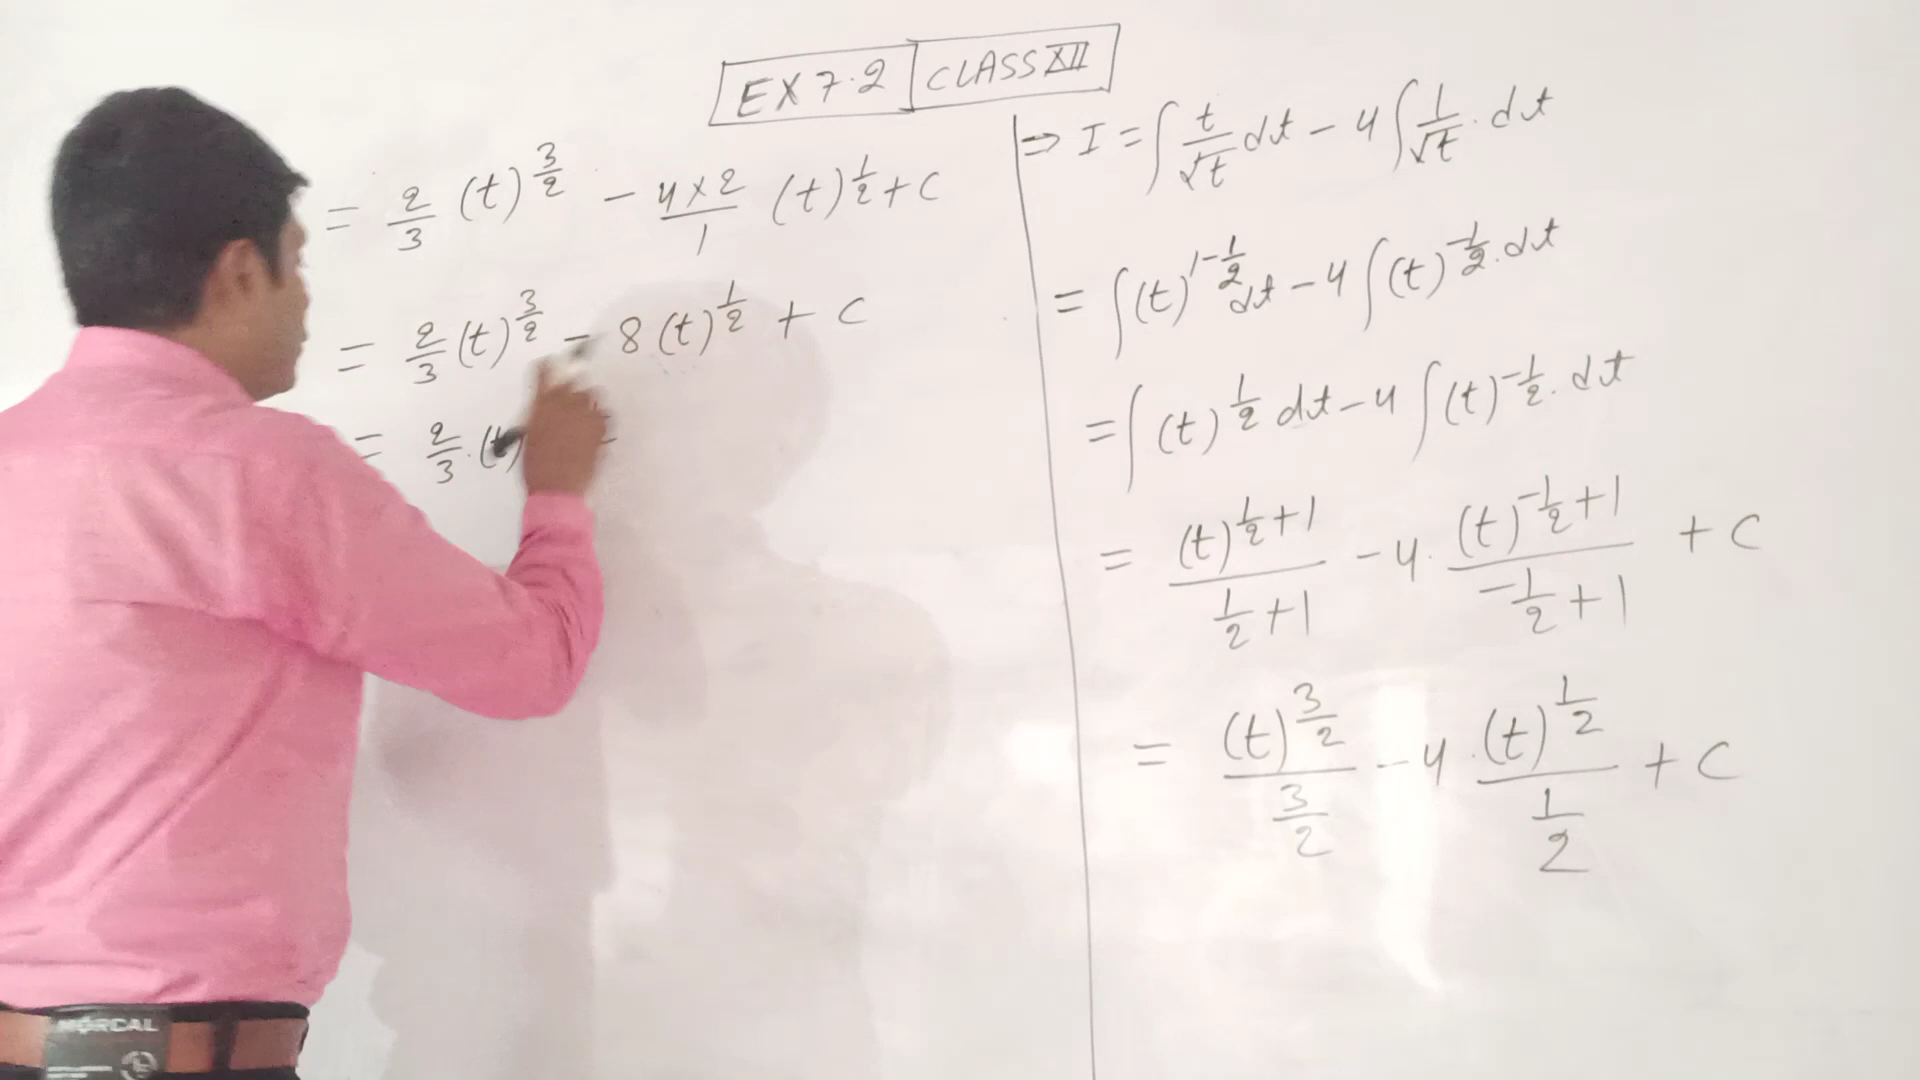 EX 7.2 CLASS XII
= 2/3 (t)^3/2 - 4×2/1 (t)^1/2 + C
= 2/3 (t)^3/2 - 8 (t)^1/2 + C
= 2/3 . (t)
⇒ I = ∫ t/√t dt - 4 ∫ 1/√t . dt
= ∫ (t)^1-1/2 dt - 4 ∫ (t)^-1/2 . dt
= ∫ (t)^1/2 dt - 4 ∫ (t)^-1/2 . dt
= (t)^1/2+1 / 1/2+1 - 4 . (t)^-1/2+1 / -1/2+1 + C
= (t)^3/2 / 3/2 - 4 . (t)^1/2 / 1/2 + C
MORCAL